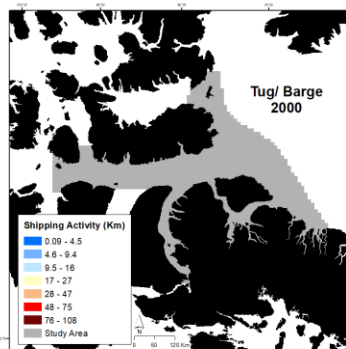 Tug/ Barge
2000
Shipping Activity (Km)
0.09 - 4.5
4.6 - 9.4
9.5 - 16
17 - 27
28 - 47
48 - 75
76 - 108
Study Area
N
0 30 60 120 Km